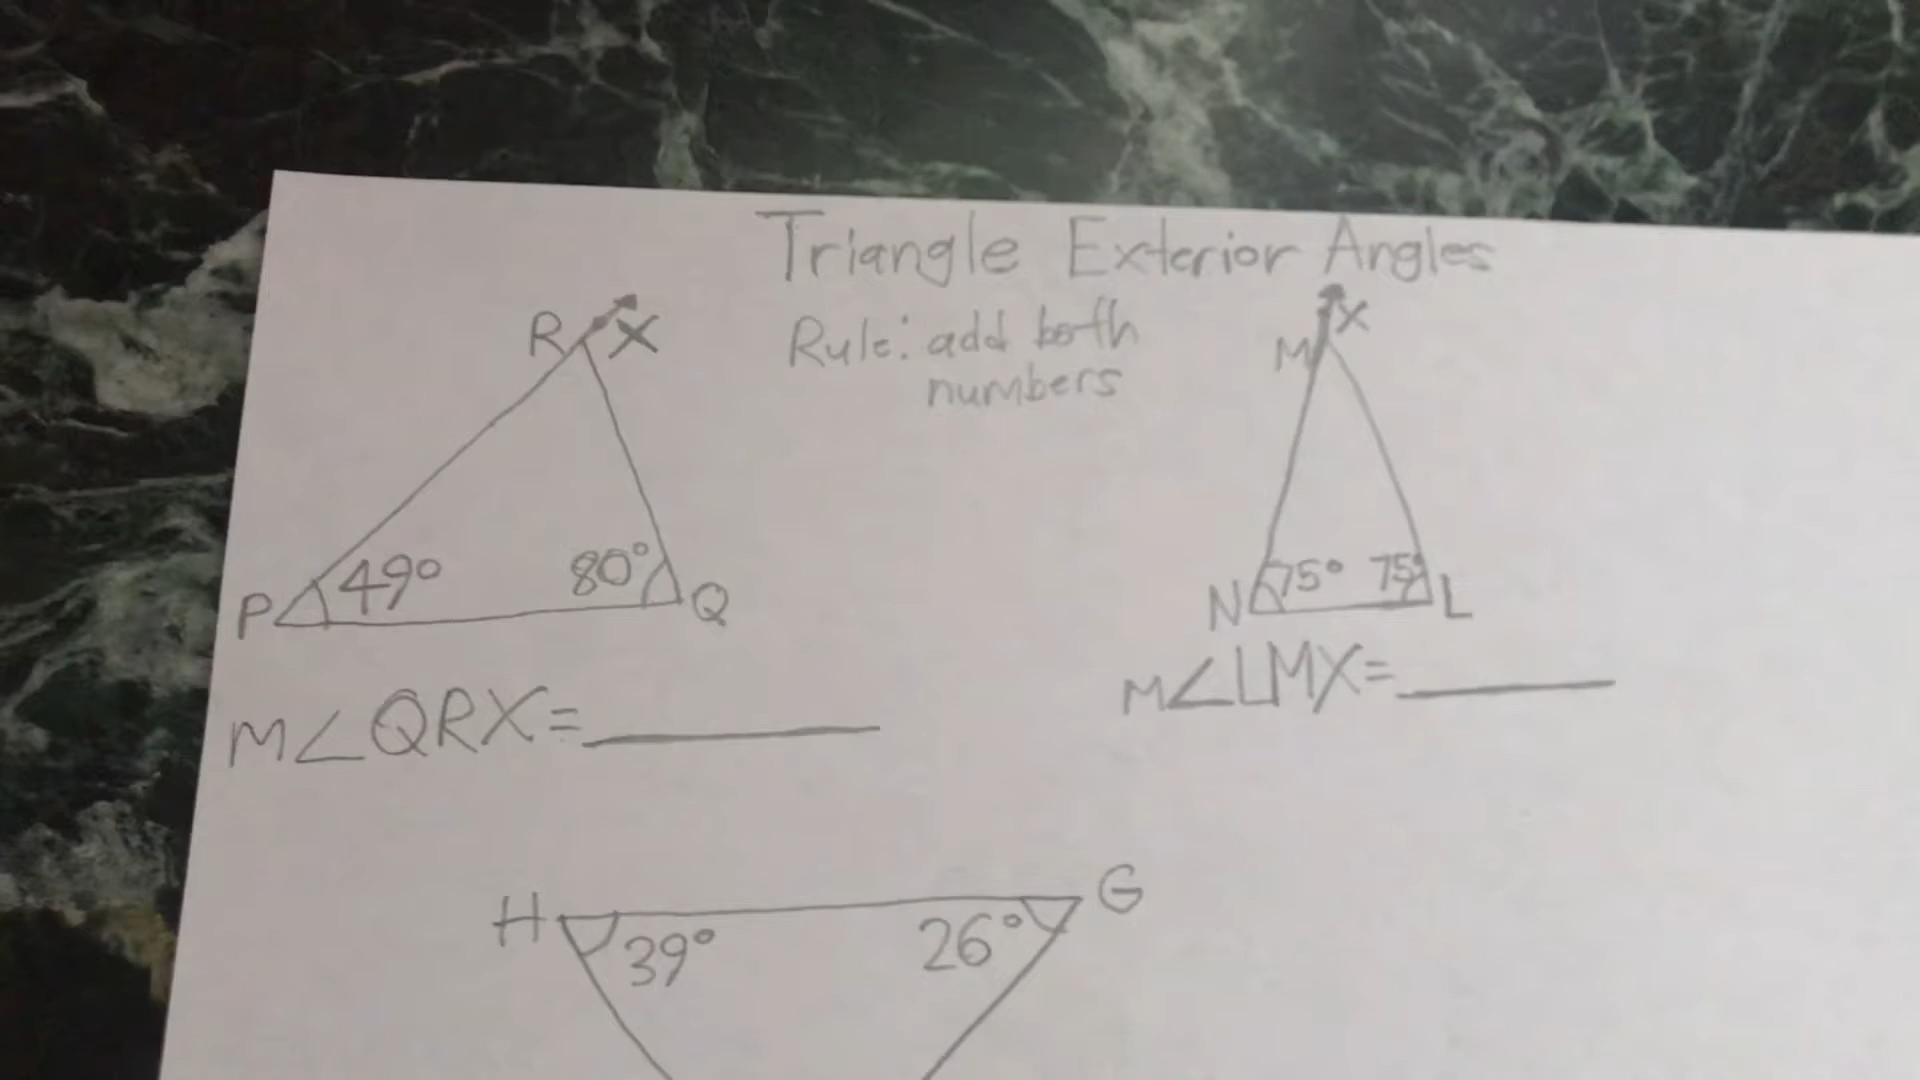 Triangle Exterior Angles
Rule: add both
numbers
R X
49° 80°
P Q
M∠QRX=
X
M
75° 75°
N L
M∠LMX=
H G
39° 26°